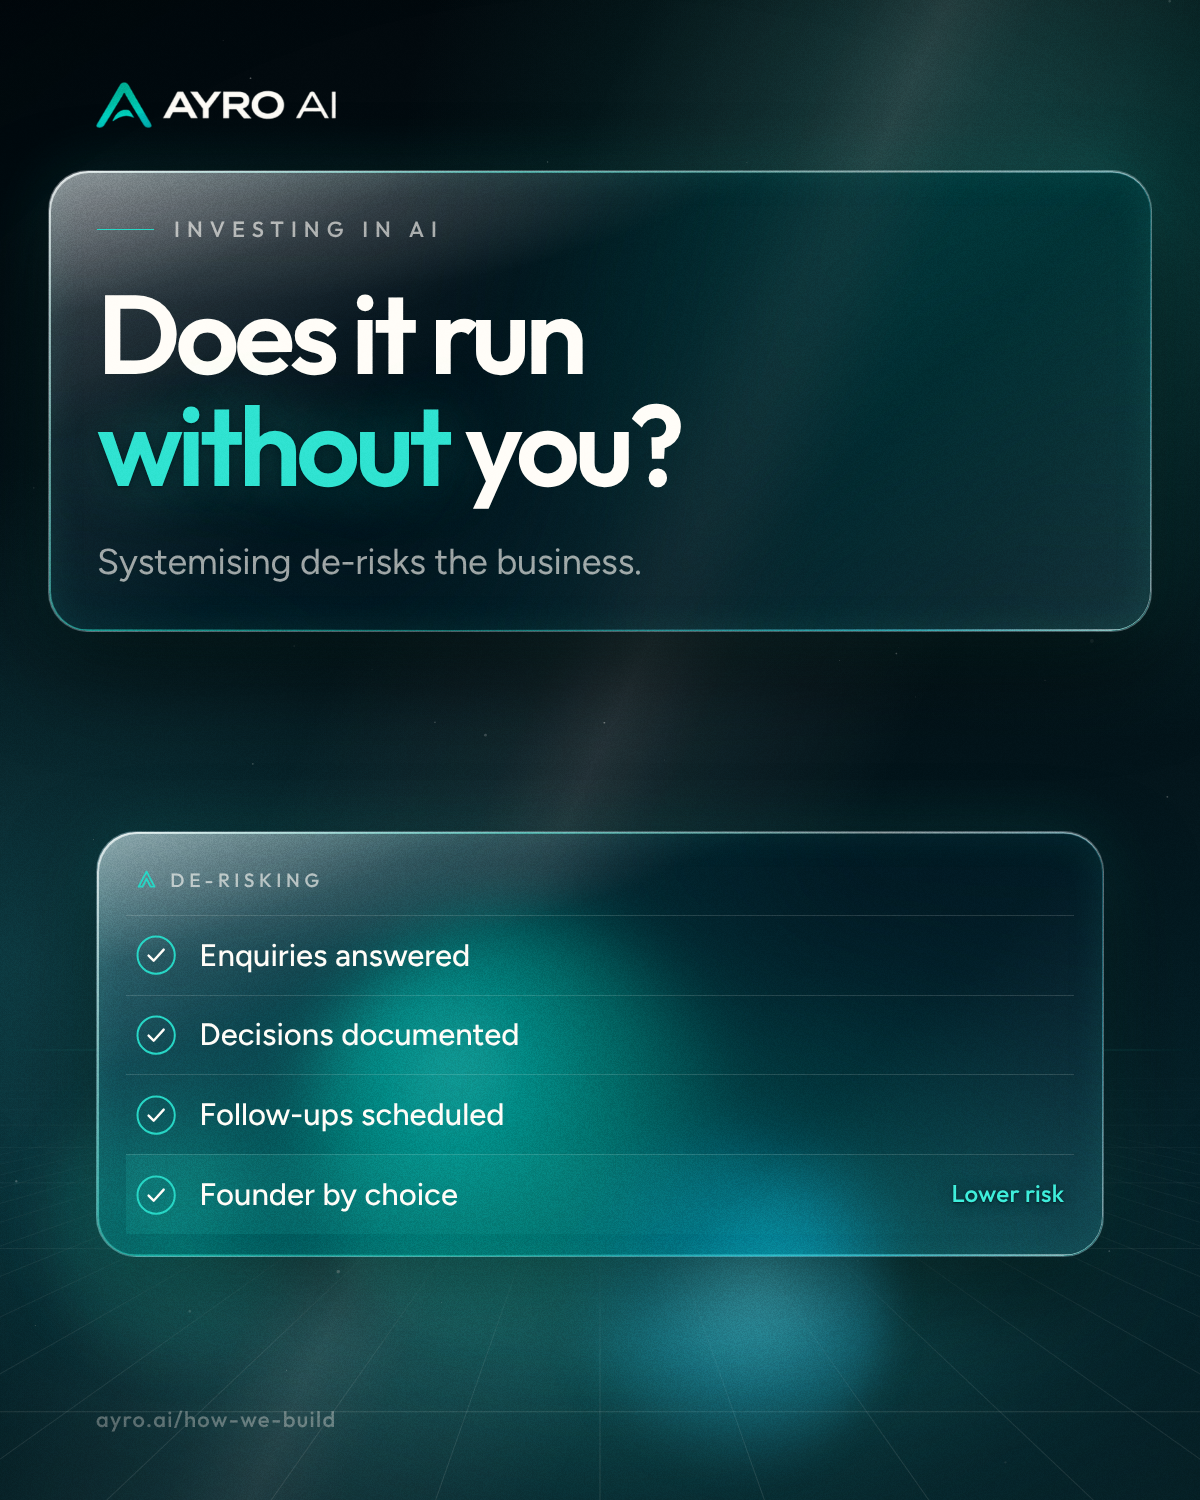 AYRO AI
INVESTING IN AI
Does it run
without you?
Systemising de-risks the business.
DE-RISKING
Enquiries answered
Decisions documented
Follow-ups scheduled
Founder by choice
Lower risk
ayro.ai/how-we-build